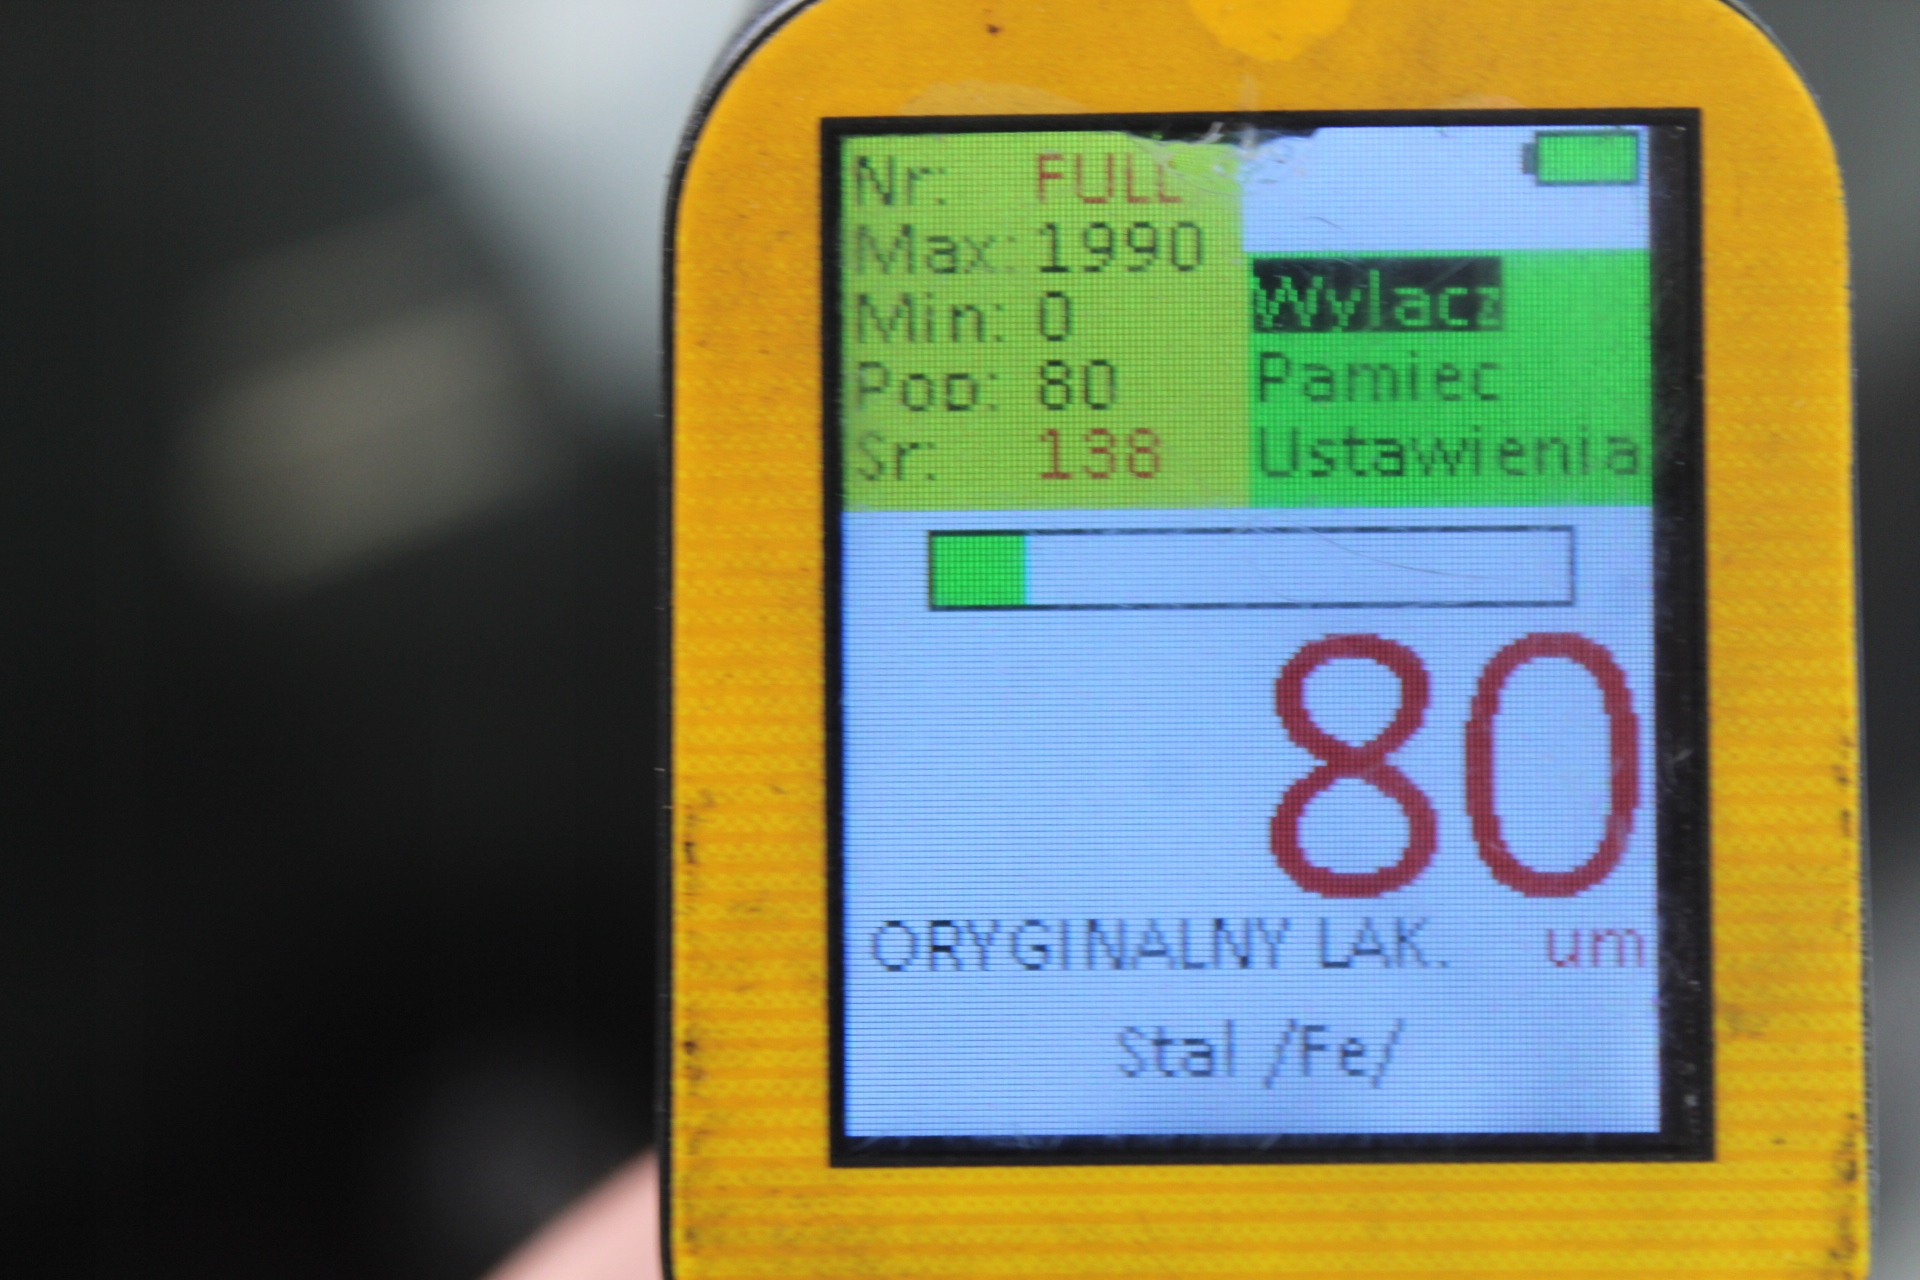 Nr: FULL
Max: 1990
Min: 0
Pop: 80
Sr: 138
Wylacz
Pamiec
Ustawienia
80
ORYGINALNY LAK. um
Stal /Fe/